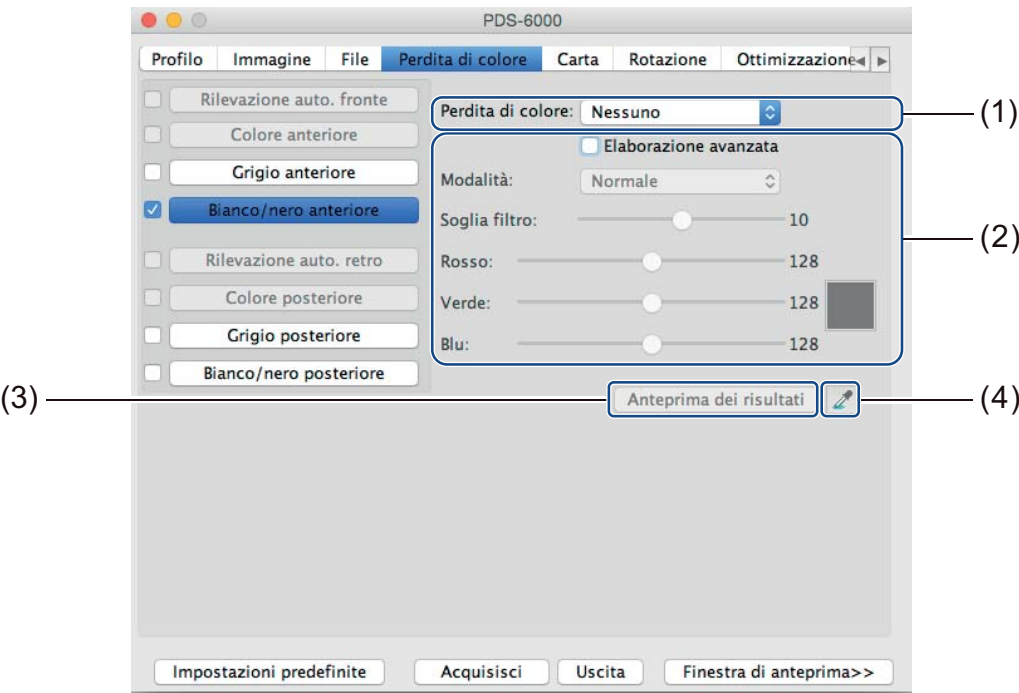 PDS-6000
Profilo Immagine File Perdita di colore Carta Rotazione Ottimizzazione
Rilevazione auto. fronte
Colore anteriore
Grigio anteriore
Bianco/nero anteriore
Rilevazione auto. retro
Colore posteriore
Grigio posteriore
Bianco/nero posteriore
Perdita di colore: Nessuno
(1)
Elaborazione avanzata
Modalità: Normale
Soglia filtro: 10
Rosso: 128
Verde: 128
Blu: 128
(2)
(3)
Anteprima dei risultati
(4)
Impostazioni predefinite Acquisisci Uscita Finestra di anteprima>>